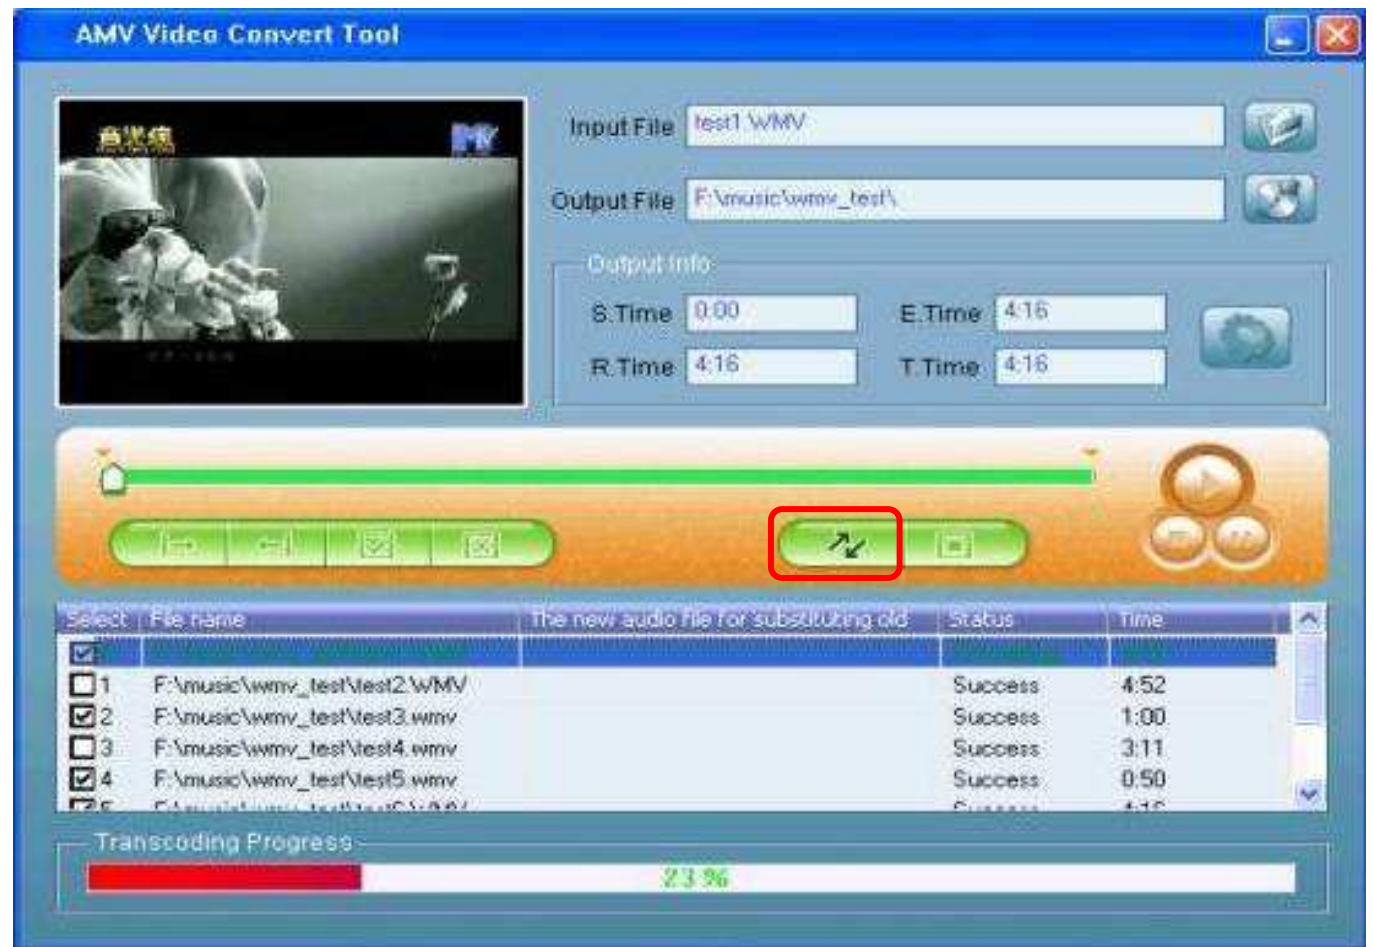 AMV Video Convert Tool
Input File test1.WMV
Output File F:\music\wmv_test\
Output Info
S.Time 0:00 E.Time 4:16
R.Time 4:16 T.Time 4:16
Select File name The new audio file for substituting old Status Time
1 F:\music\wmv_test\test2.WMV Success 4:52
2 F:\music\wmv_test\test3.wmv Success 1:00
3 F:\music\wmv_test\test4.wmv Success 3:11
4 F:\music\wmv_test\test5.wmv Success 0:50
Transcoding Progress
23 %